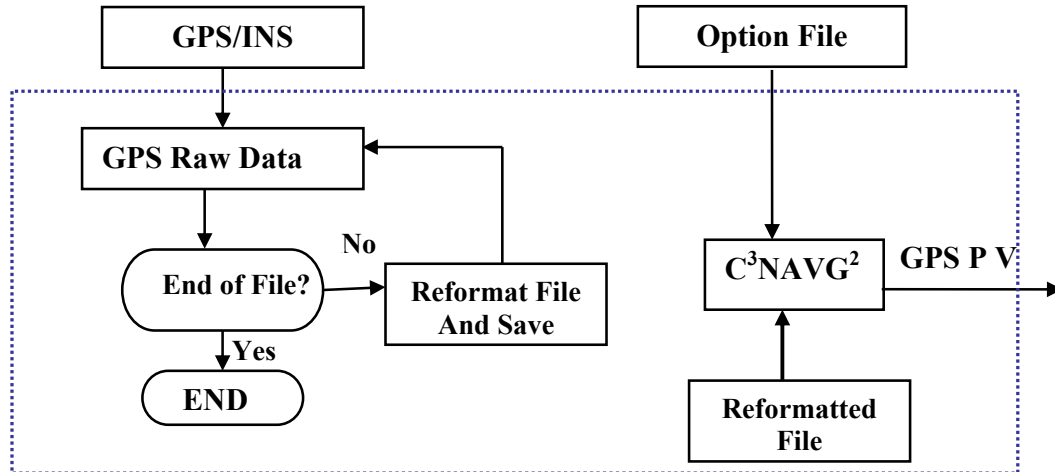 GPS/INS
Option File
GPS Raw Data
No
End of File?
Reformat File
And Save
Yes
END
C³NAVG²
GPS P V
Reformatted
File